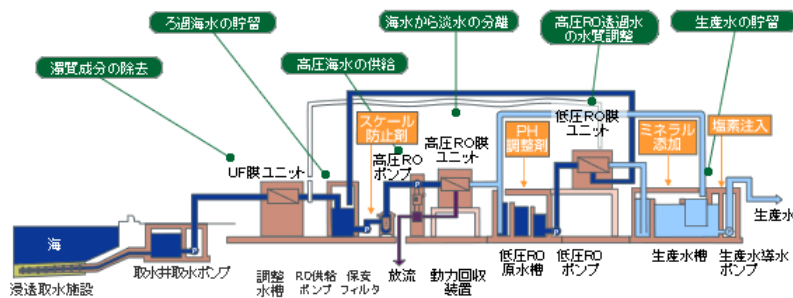 ろ過海水の貯留
海水から淡水の分離
高圧RO透過水
の水質調整
生産水の貯留
濁質成分の除去
高圧海水の供給
スケール
防止剤
高圧RO
ポンプ
高圧RO膜
ユニット
PH
調整剤
低圧RO膜
ユニット
ミネラル
添加
塩素注入
UF膜ユニット
海
浸透取水施設
取水井取水ポンプ
調整
水槽
RO供給
ポンプ
保安
フィルタ
放流
動力回収
装置
低圧RO
原水槽
低圧RO
ポンプ
生産水槽
生産水導水
ポンプ
生産水
P
P
P
P
P